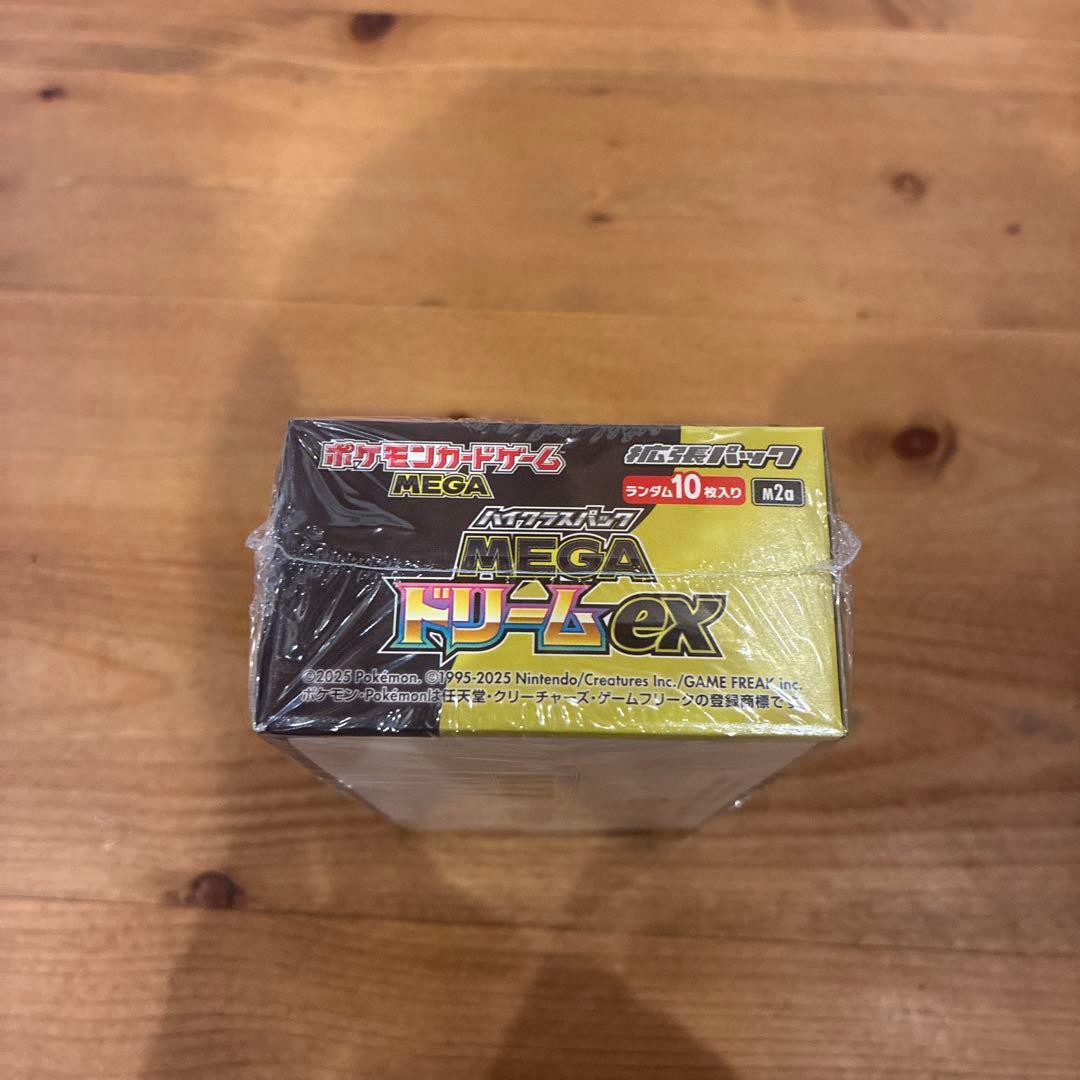 ポケモンカードゲーム
MEGA
拡張パック
ランダム10枚入り
M2a
ハイクラスパック
MEGA
ドリームex
©2025 Pokémon. ©1995-2025 Nintendo/Creatures Inc./GAME FREAK inc.
ポケモン・Pokémonは任天堂・クリーチャーズ・ゲームフリークの登録商標です